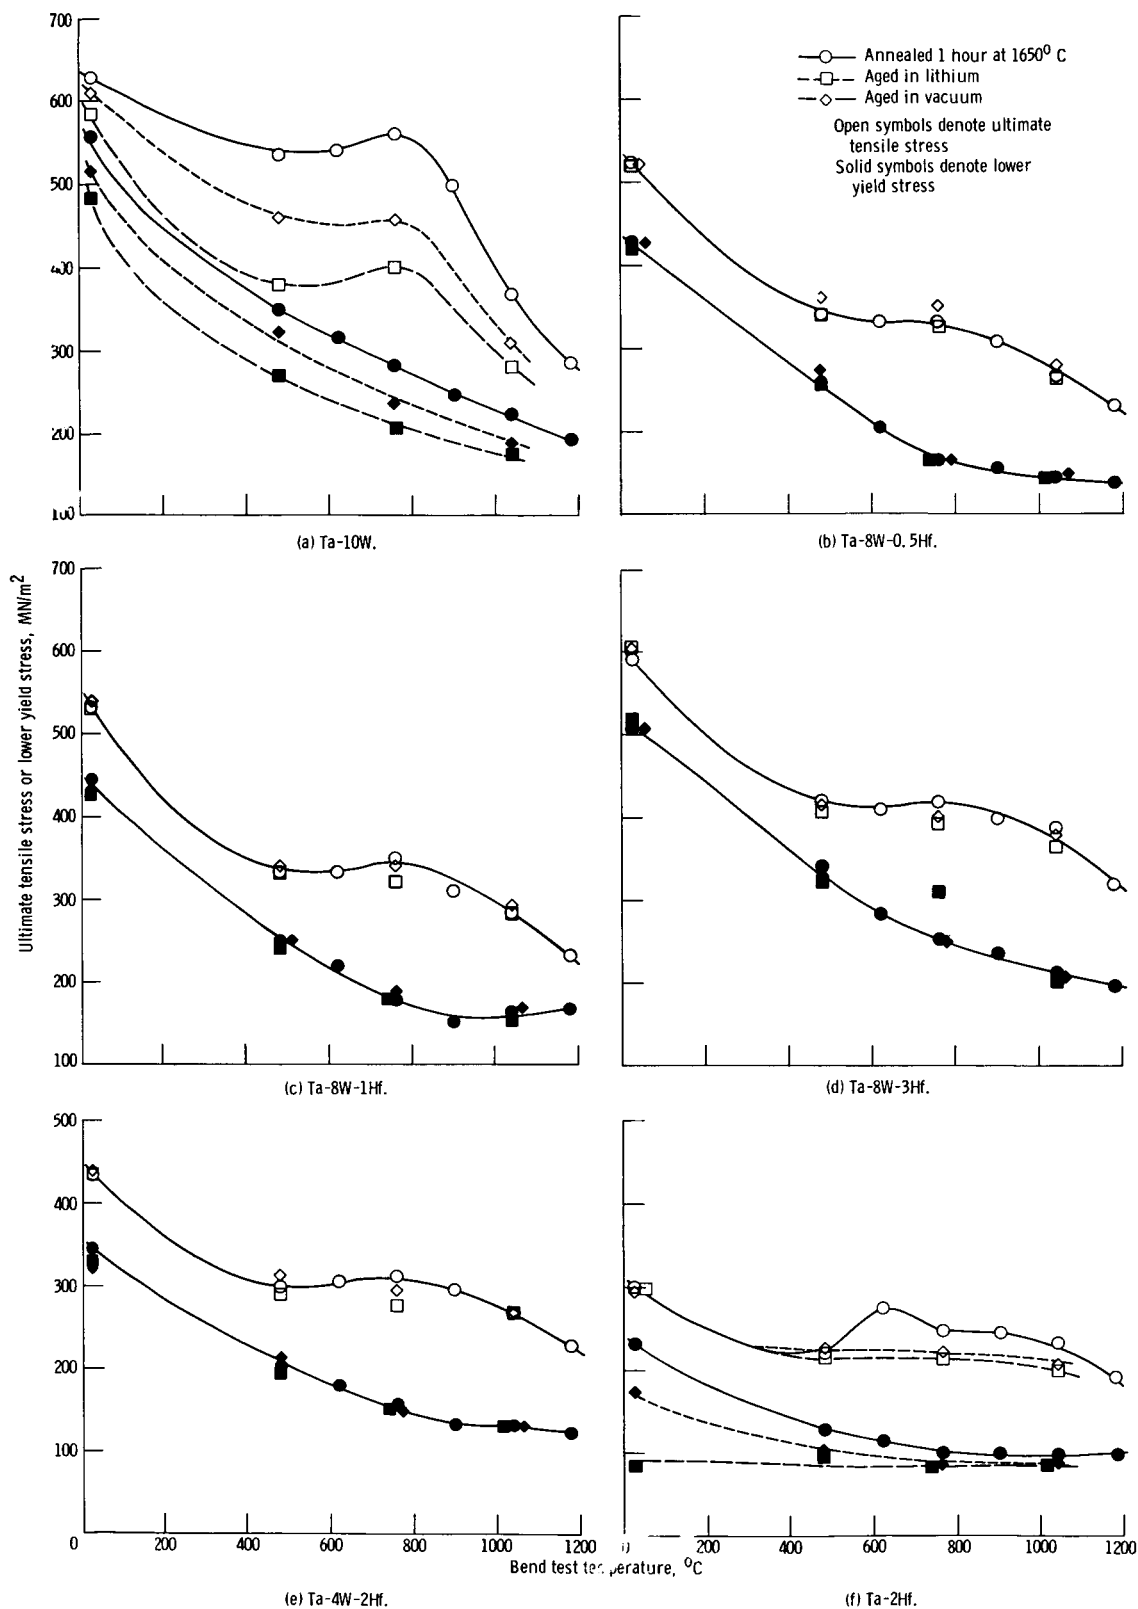 700
600
500
400
300
200
100
Annealed 1 hour at 1650⁰ C
Aged in lithium
Aged in vacuum
Open symbols denote ultimate
tensile stress
Solid symbols denote lower
yield stress
(a) Ta-10W.
(b) Ta-8W-0.5Hf.
Ultimate tensile stress or lower yield stress, MN/m²
700
600
500
400
300
200
100
(c) Ta-8W-1Hf.
(d) Ta-8W-3Hf.
500
400
300
200
100
0
0 200 400 600 800 1000 1200
0 200 400 600 800 1000 1200
Bend test temperature, ⁰C
(e) Ta-4W-2Hf.
(f) Ta-2Hf.